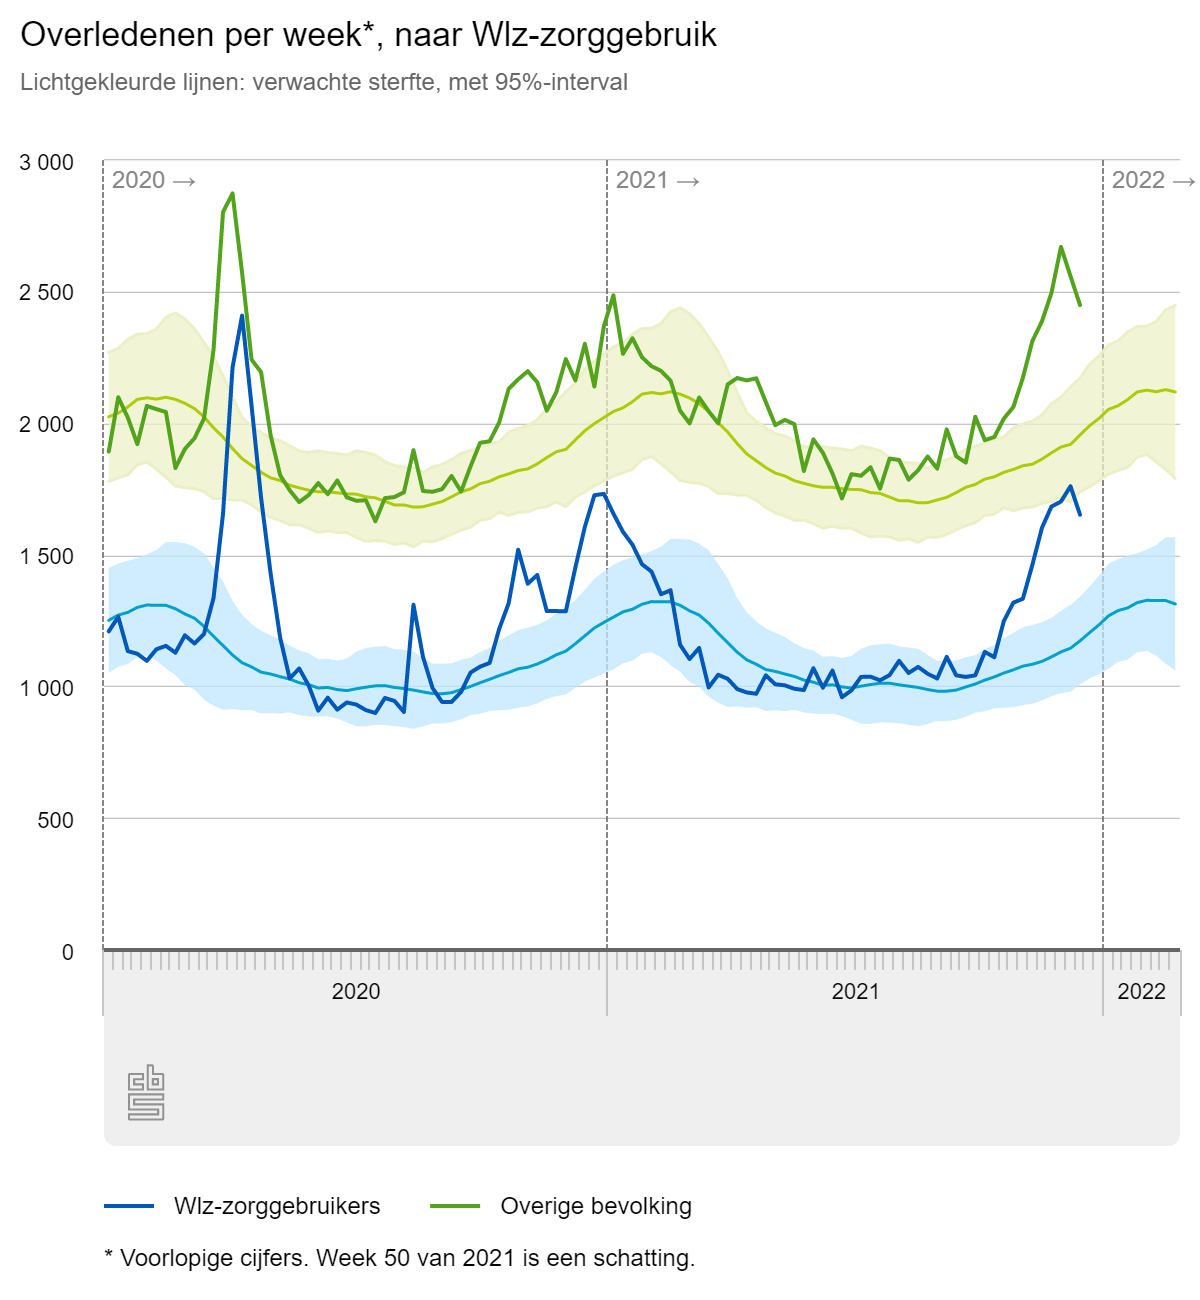 Overledenen per week*, naar Wlz-zorggebruik
Lichtgekleurde lijnen: verwachte sterfte, met 95%-interval
3 000
2020 →
2021 →
2022 →
2 500
2 000
1 500
1 000
500
0
2020
2021
2022
cbs
Wlz-zorggebruikers
Overige bevolking
* Voorlopige cijfers. Week 50 van 2021 is een schatting.